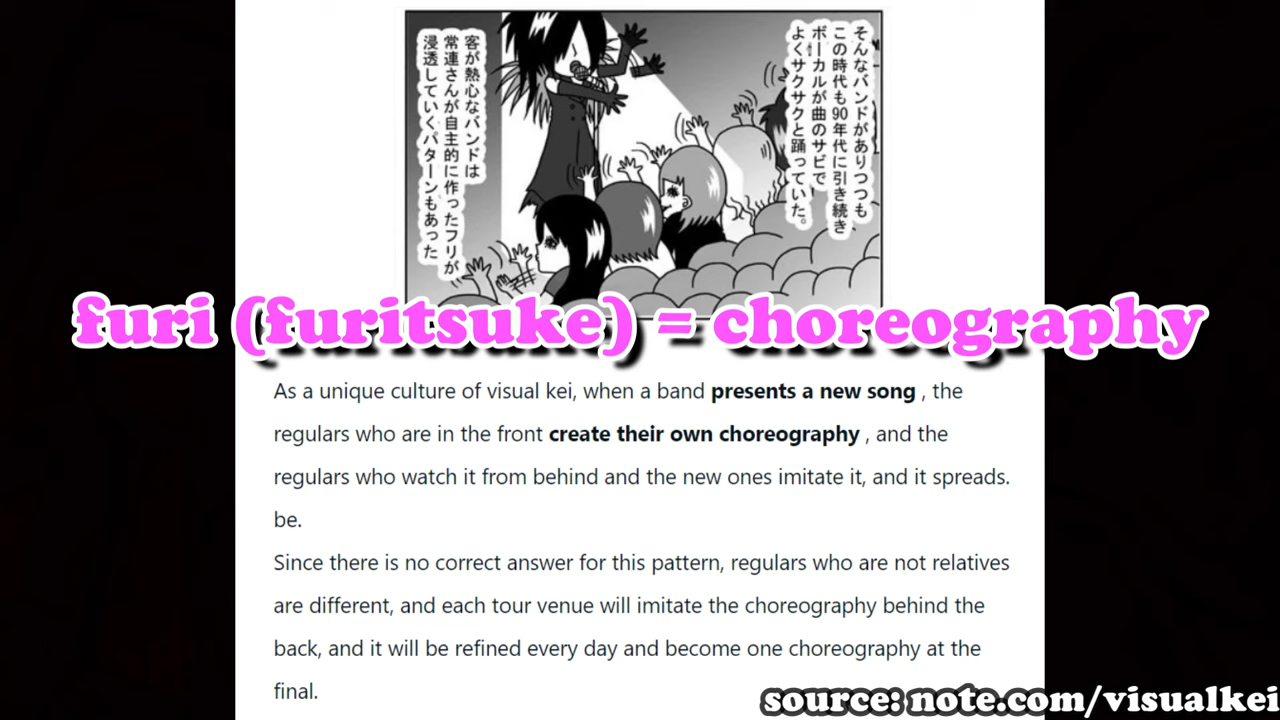 そんなバンドがありつつも
この時代も90年代に引き続き、
ボーカルが曲のサビで
よくサクサクと踊っていた。
客が熱心なバンドは
常連さんが自主的に作ったフリが
浸透していくパターンもあった
furi (furitsuke) = choreography
As a unique culture of visual kei, when a band presents a new song , the
regulars who are in the front create their own choreography , and the
regulars who watch it from behind and the new ones imitate it, and it spreads.
be.
Since there is no correct answer for this pattern, regulars who are not relatives
are different, and each tour venue will imitate the choreography behind the
back, and it will be refined every day and become one choreography at the
final.
source: note.com/visualkei